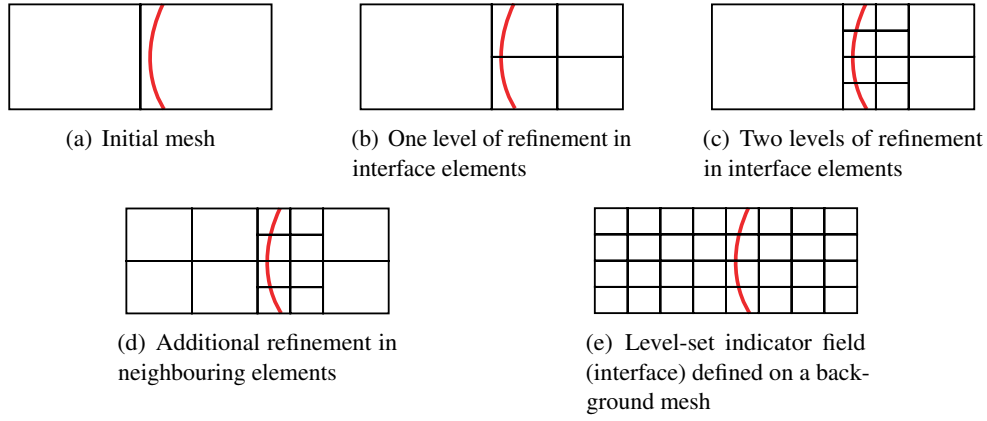 (a) Initial mesh
(b) One level of refinement in
interface elements
(c) Two levels of refinement
in interface elements
(d) Additional refinement in
neighbouring elements
(e) Level-set indicator field
(interface) defined on a back-
ground mesh